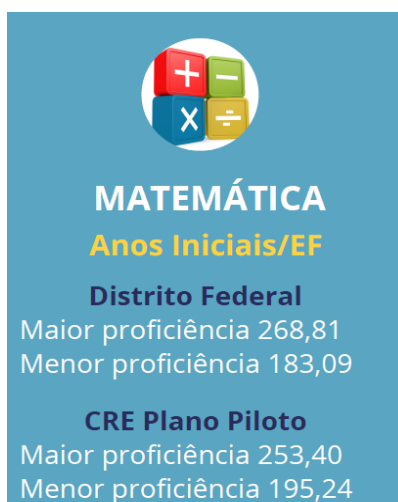 MATEMÁTICA
Anos Iniciais/EF
Distrito Federal
Maior proficiência 268,81
Menor proficiência 183,09
CRE Plano Piloto
Maior proficiência 253,40
Menor proficiência 195,24